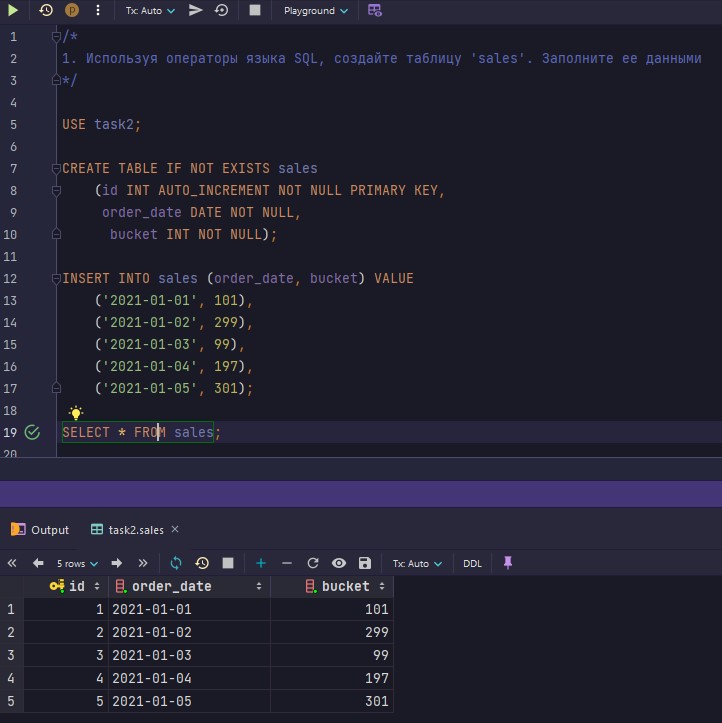 Tx: Auto Playground
1 /*
2 1. Используя операторы языка SQL, создайте таблицу 'sales'. Заполните ее данными
3 */
4
5 USE task2;
6
7 CREATE TABLE IF NOT EXISTS sales
8 (id INT AUTO_INCREMENT NOT NULL PRIMARY KEY,
9 order_date DATE NOT NULL,
10 bucket INT NOT NULL);
11
12 INSERT INTO sales (order_date, bucket) VALUE
13 ('2021-01-01', 101),
14 ('2021-01-02', 299),
15 ('2021-01-03', 99),
16 ('2021-01-04', 197),
17 ('2021-01-05', 301);
18
19 SELECT * FROM sales;
20
Output task2.sales
5 rows Tx: Auto DDL
id order_date bucket
1 1 2021-01-01 101
2 2 2021-01-02 299
3 3 2021-01-03 99
4 4 2021-01-04 197
5 5 2021-01-05 301